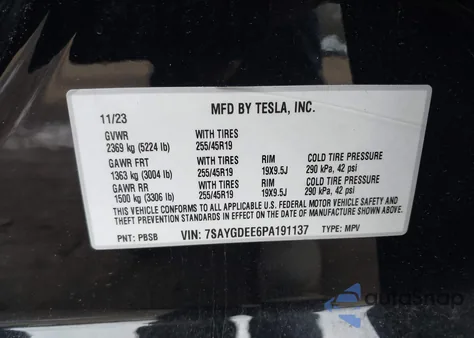 MFD BY TESLA, INC.
11/23
GVWR WITH TIRES
2369 kg (5224 lb) 255/45R19
GAWR FRT WITH TIRES RIM COLD TIRE PRESSURE
1363 kg (3004 lb) 255/45R19 19X9.5J 290 kPa, 42 psi
GAWR RR WITH TIRES RIM COLD TIRE PRESSURE
1500 kg (3306 lb) 255/45R19 19X9.5J 290 kPa, 42 psi
THIS VEHICLE CONFORMS TO ALL APPLICABLE U.S. FEDERAL MOTOR VEHICLE SAFETY AND
THEFT PREVENTION STANDARDS IN EFFECT ON THE DATE OF MANUFACTURE SHOWN ABOVE.
PNT: PBSB VIN: 7SAYGDEE6PA191137 TYPE: MPV
autosnap